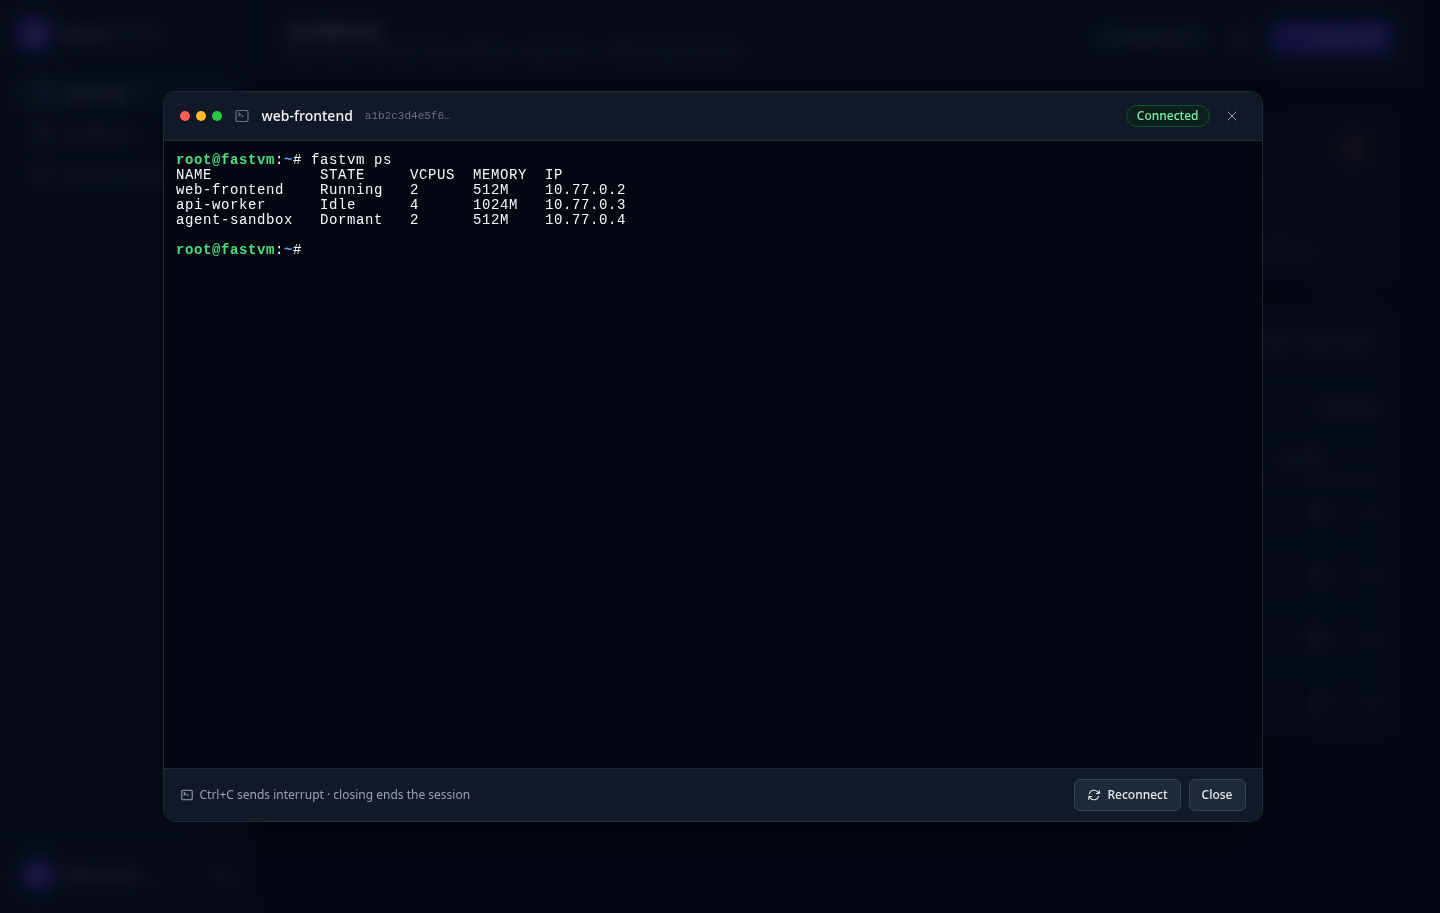 web-frontend a1b2c3d4e5f6… Connected
root@fastvm:~# fastvm ps
NAME            STATE     VCPUS  MEMORY  IP
web-frontend    Running   2      512M    10.77.0.2
api-worker      Idle      4      1024M   10.77.0.3
agent-sandbox   Dormant   2      512M    10.77.0.4
root@fastvm:~#
Ctrl+C sends interrupt · closing ends the session Reconnect Close